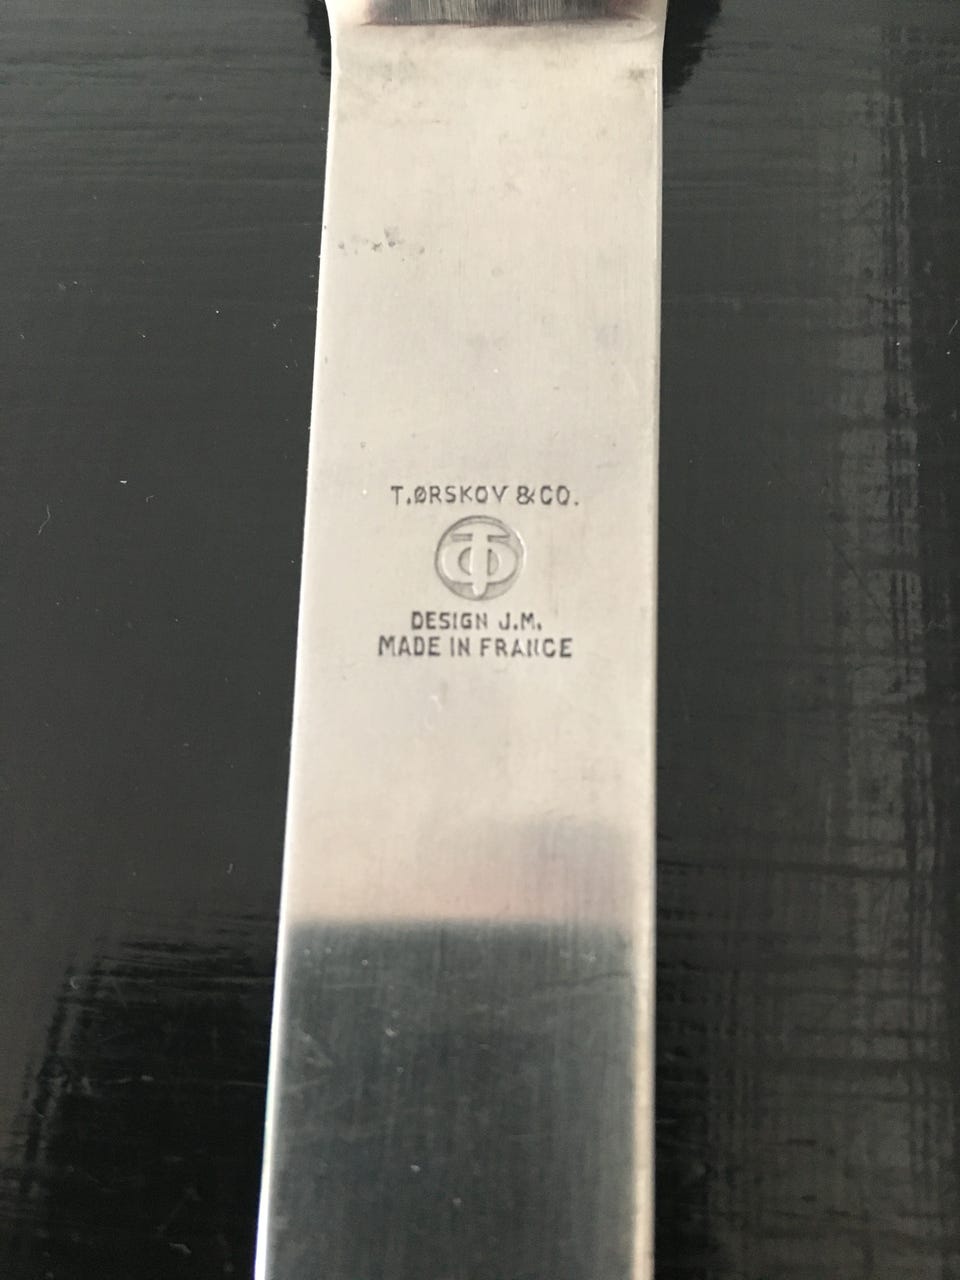 T.ØRSKOV & CO.
DESIGN J.M.
MADE IN FRANCE